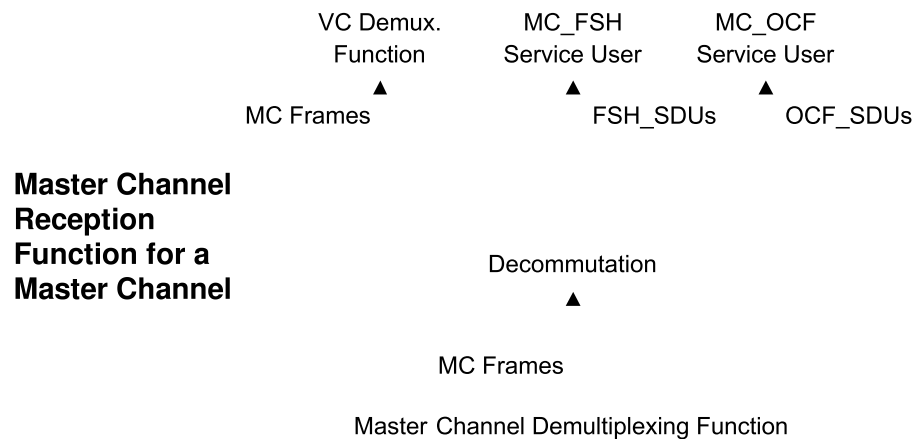 VC Demux.
Function
MC_FSH
Service User
MC_OCF
Service User
▲ ▲ ▲
MC Frames
FSH_SDUs
OCF_SDUs
Master Channel
Reception
Function for a
Master Channel
Decommutation
▲
MC Frames
Master Channel Demultiplexing Function